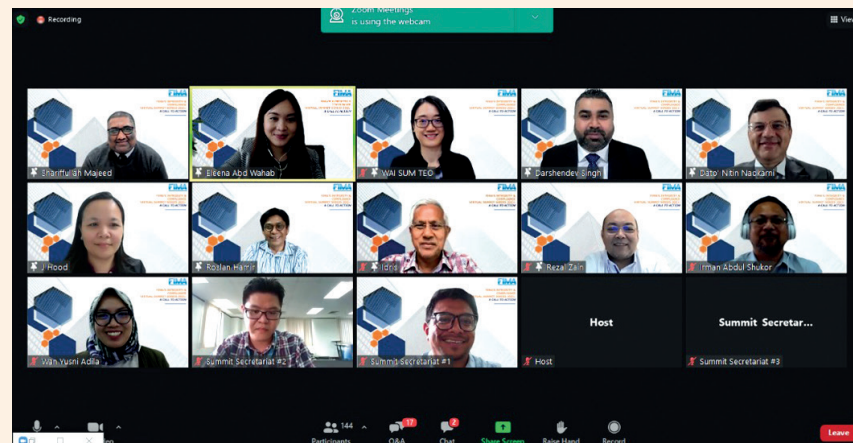 Zoom Meetings
is using the webcam
Recording
View
Shariffullah Majeed
Eleena Abd Wahab
WAI SUM TEO
Darshendev Singh
Dato' Nitin Nadkarni
J Hood
Roslan Hamir
Idris
Rezal Zain
Irman Abdul Shukor
Wan Yusni Adila
Summit Secretariat #2
Summit Secretariat #1
Host
Host
Summit Secretar...
Summit Secretariat #3
144
17
2
Participants
Q&A
Chat
Share Screen
Raise Hand
Record
Leave